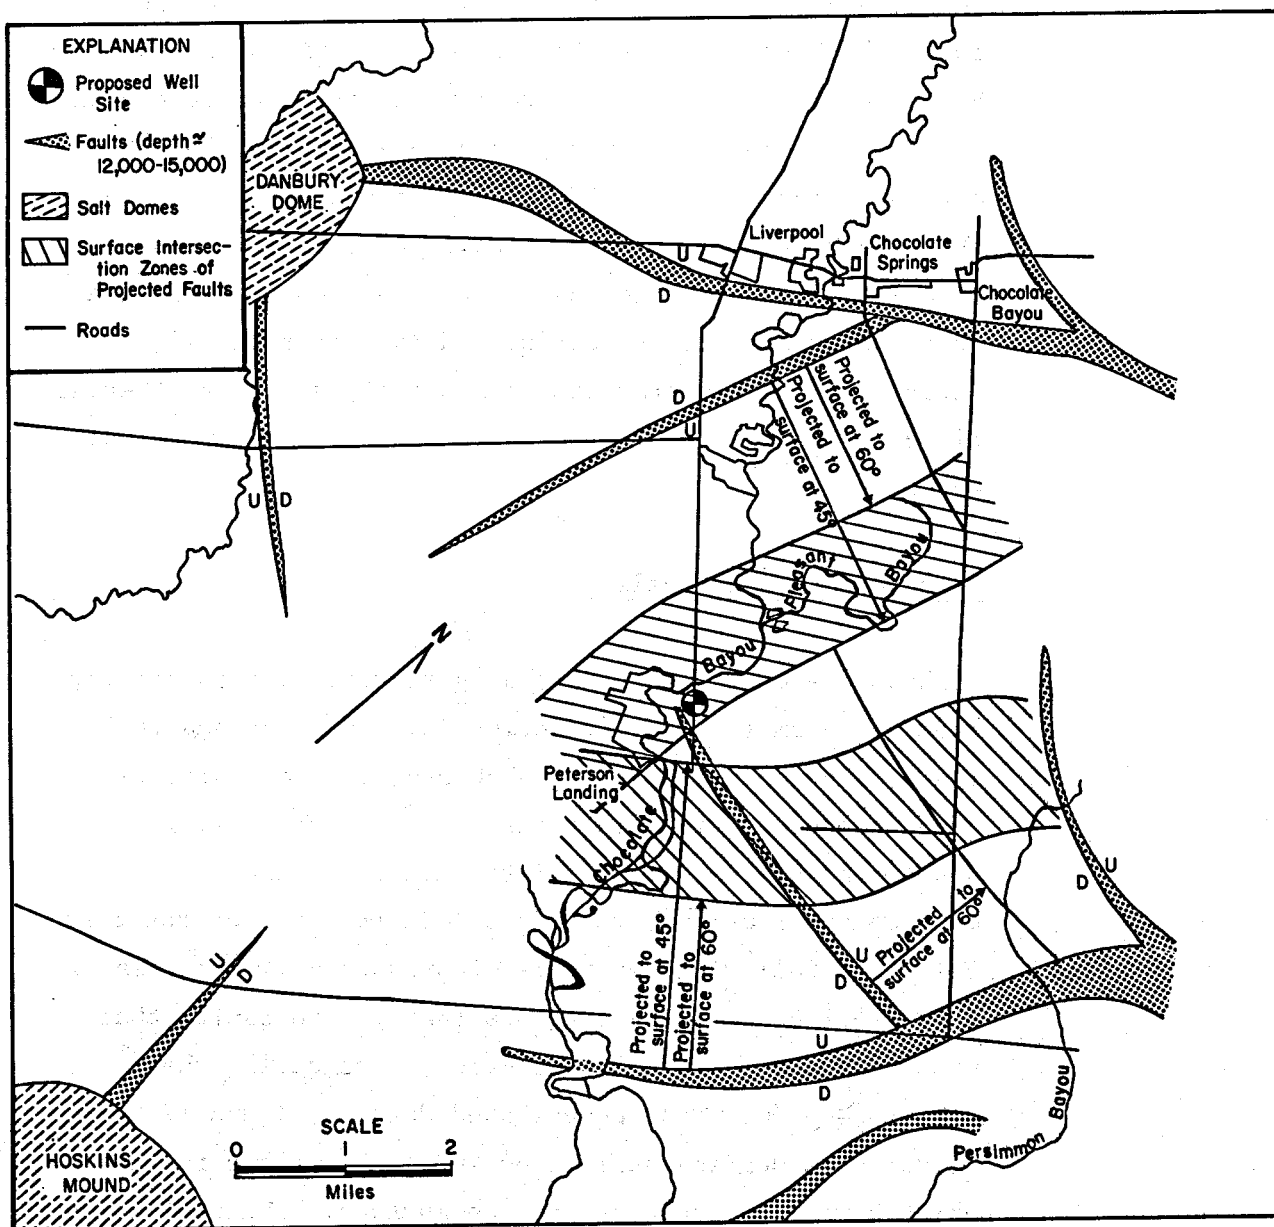 EXPLANATION
Proposed Well
Site
Faults (depth ≈
12,000-15,000)
Salt Domes
Surface Intersec-
tion Zones of
Projected Faults
Roads
DANBURY
DOME
Liverpool
Chocolate
Springs
Chocolate
Bayou
U
D
D
D
U
U D
Projected to
surface at 60°
Projected to
surface at 45°
N
Pleasant
Bayou
Bayou
Peterson
Landing
Chocolate
U
D
Projected to
surface at 60°
U
D
Projected to
surface at 45°
Projected to
surface at 60°
U
D
U
D
HOSKINS
MOUND
SCALE
0 1 2
Miles
Persimmon
Bayou